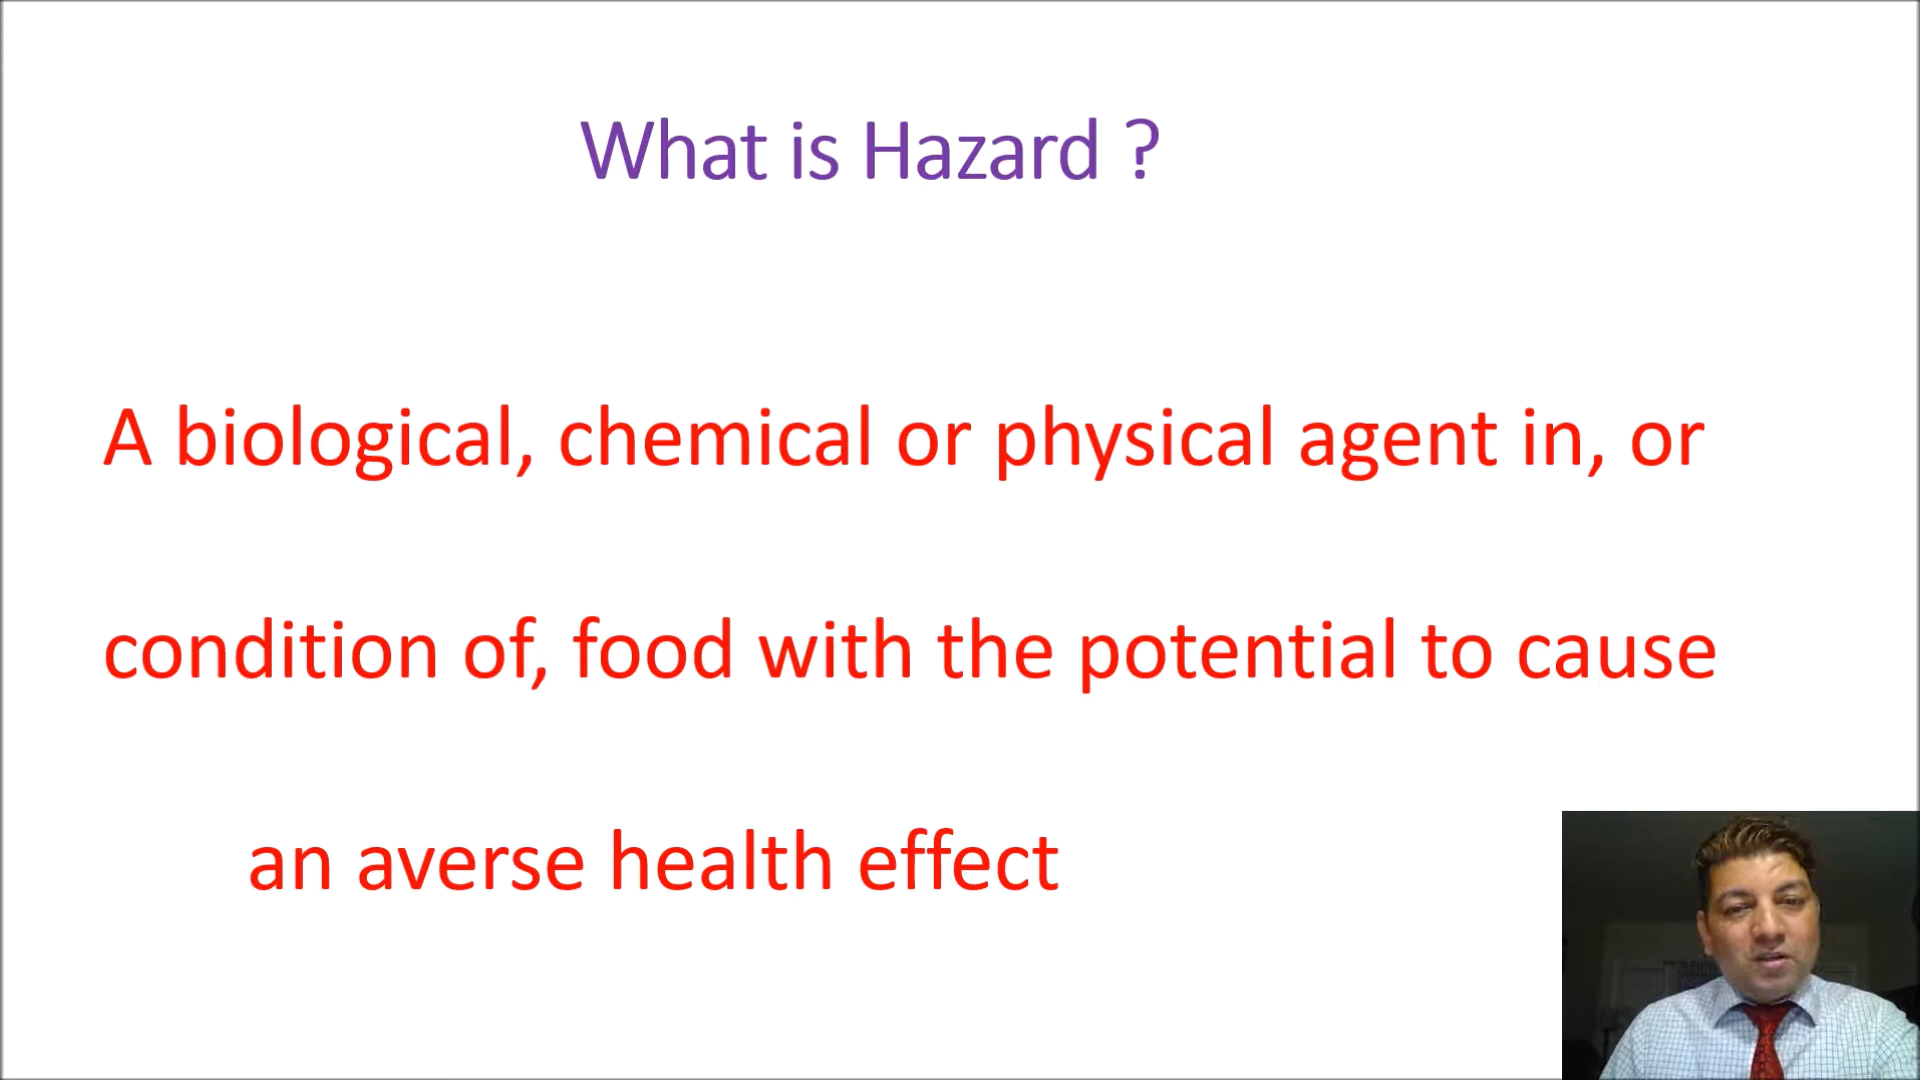 What is Hazard ?
A biological, chemical or physical agent in, or
condition of, food with the potential to cause
an averse health effect